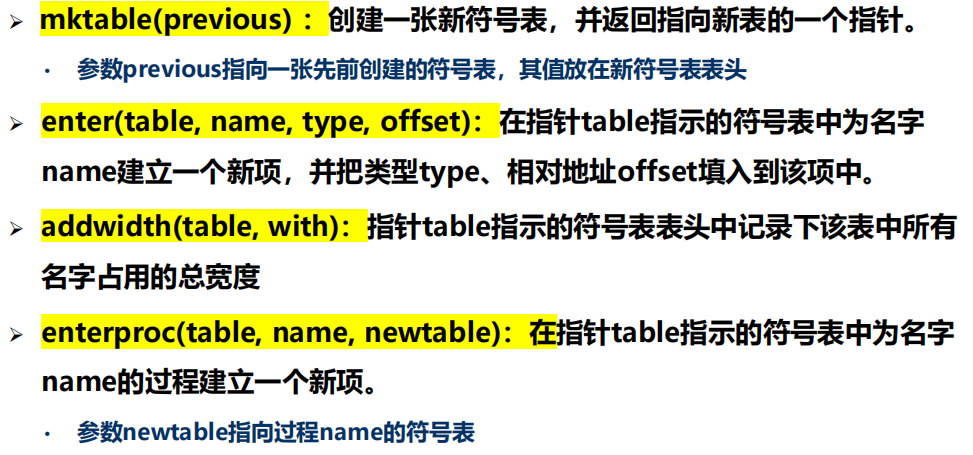 ➢ mktable(previous) ：创建一张新符号表，并返回指向新表的一个指针。
• 参数previous指向一张先前创建的符号表，其值放在新符号表表头
➢ enter(table, name, type, offset)：在指针table指示的符号表中为名字
name建立一个新项，并把类型type、相对地址offset填入到该项中。
➢ addwidth(table, with)：指针table指示的符号表表头中记录下该表中所有
名字占用的总宽度
➢ enterproc(table, name, newtable)：在指针table指示的符号表中为名字
name的过程建立一个新项。
• 参数newtable指向过程name的符号表